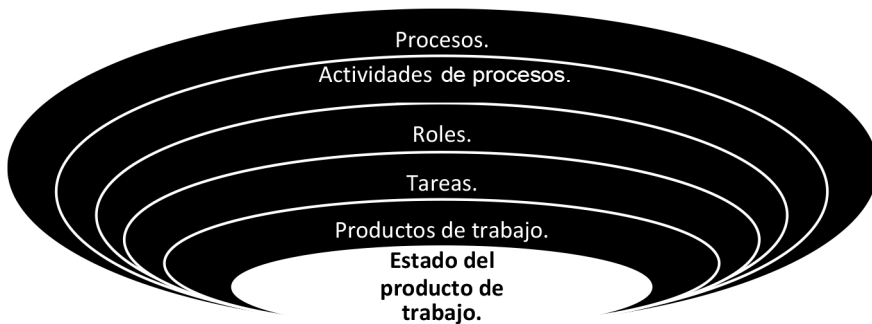 Procesos.
Actividades de procesos.
Roles.
Tareas.
Productos de trabajo.
Estado del
producto de
trabajo.